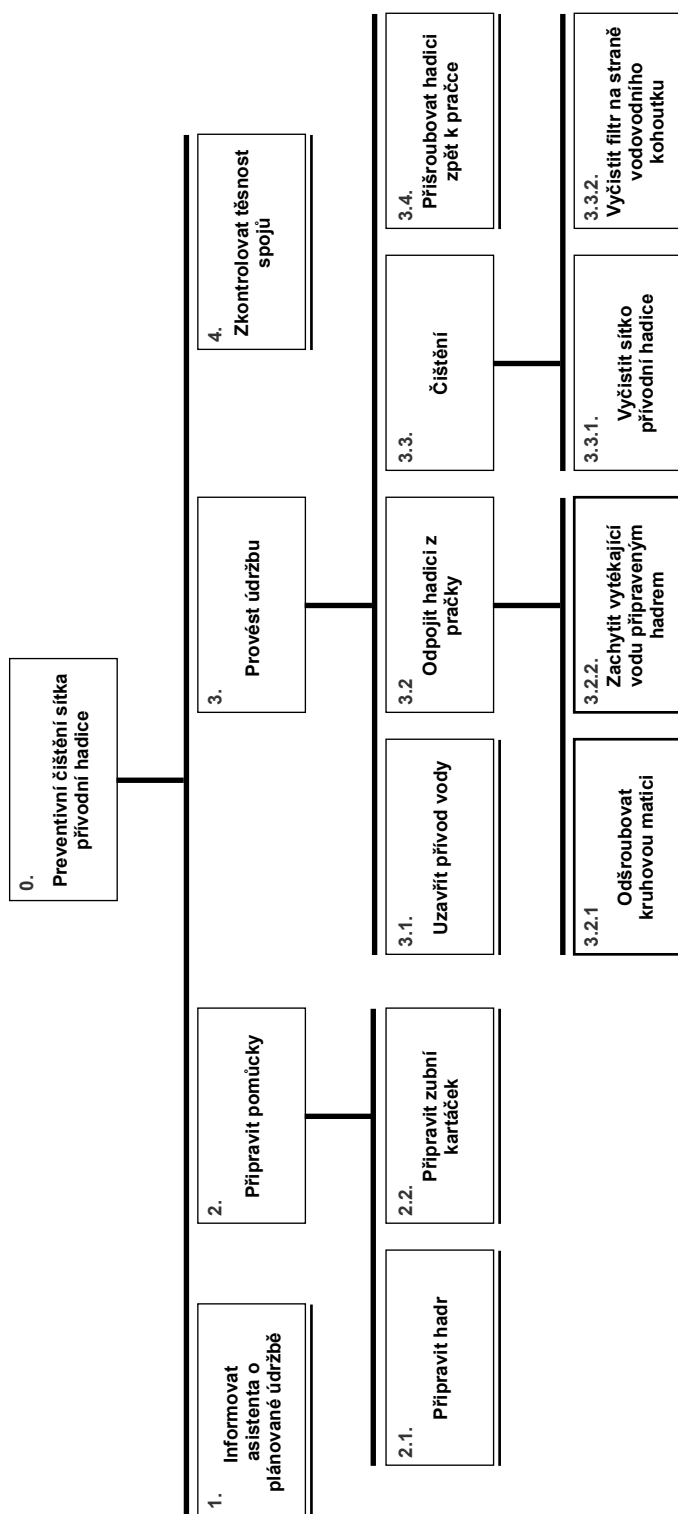 0.
Preventivní čištění sítka
přívodní hadice
1.
Informovat
asistenta o
plánované údržbě
2.
Připravit pomůcky
3.
Provést údržbu
4.
Zkontrolovat těsnost
spojů
2.1.
Připravit hadr
2.2.
Připravit zubní
kartáček
3.1.
Uzavřít přívod vody
3.2
Odpojit hadici z
pračky
3.3.
Čištění
3.4.
Přišroubovat hadici
zpět k pračce
3.2.1
Odšroubovat
kruhovou matici
3.2.2.
Zachytit vytékající
vodu připraveným
hadrem
3.3.1.
Vyčistit sítko
přívodní hadice
3.3.2.
Vyčistit filtr na straně
vodovodního
kohoutku